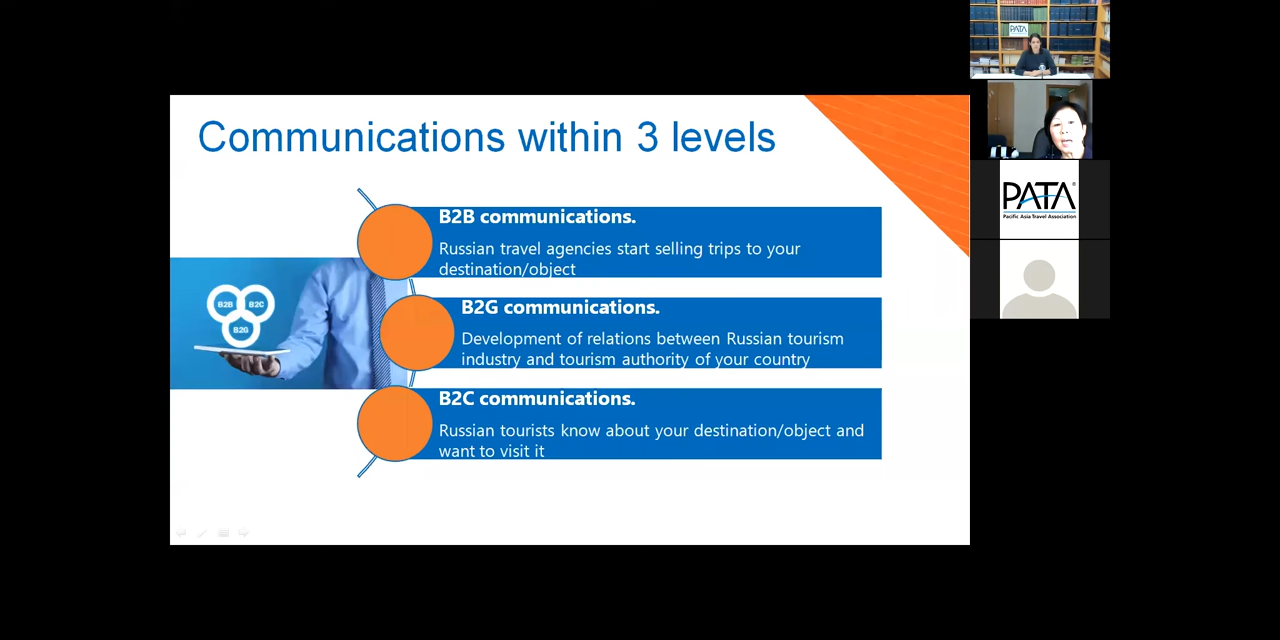 PATA
Communications within 3 levels
B2B communications.
Russian travel agencies start selling trips to your
destination/object
B2G communications.
Development of relations between Russian tourism
industry and tourism authority of your country
B2C communications.
Russian tourists know about your destination/object and
want to visit it
B2B
B2C
B2G
PATA®
Pacific Asia Travel Association